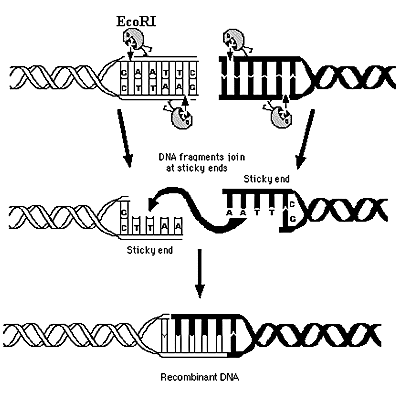 EcoRI
G A A T T C
C T T A A G
DNA fragments join
at sticky ends
Sticky end
G
C T T A A
A A T T C
G
Sticky end
Recombinant DNA